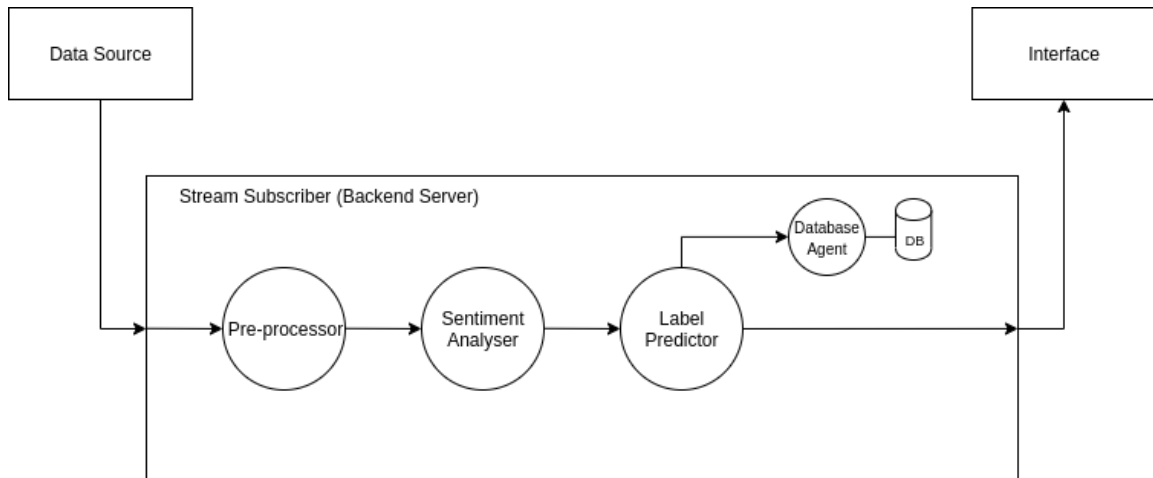 Data Source
Interface
Stream Subscriber (Backend Server)
Database
Agent
DB
Pre-processor
Sentiment
Analyser
Label
Predictor